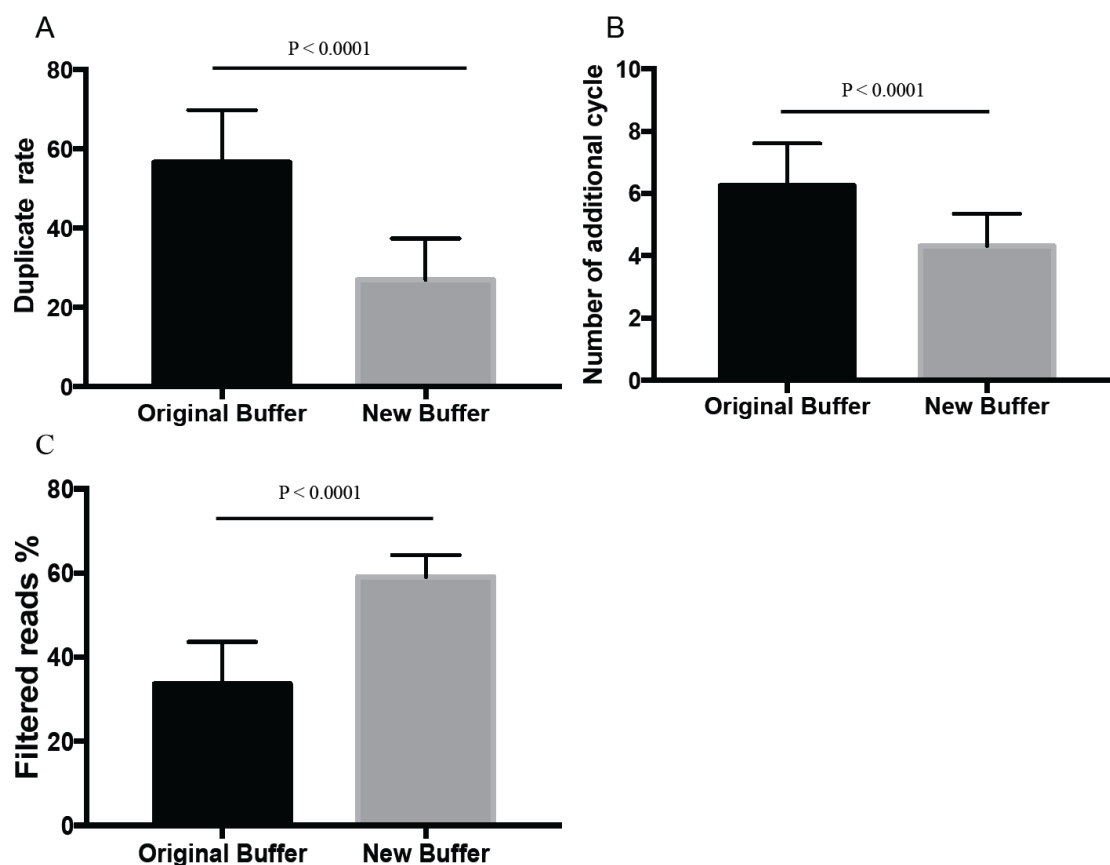 A
P < 0.0001
80
60
40
20
0
Duplicate rate
Original Buffer
New Buffer
B
P < 0.0001
10
8
6
4
2
0
Number of additional cycle
Original Buffer
New Buffer
C
P < 0.0001
80
60
40
20
0
Filtered reads %
Original Buffer
New Buffer